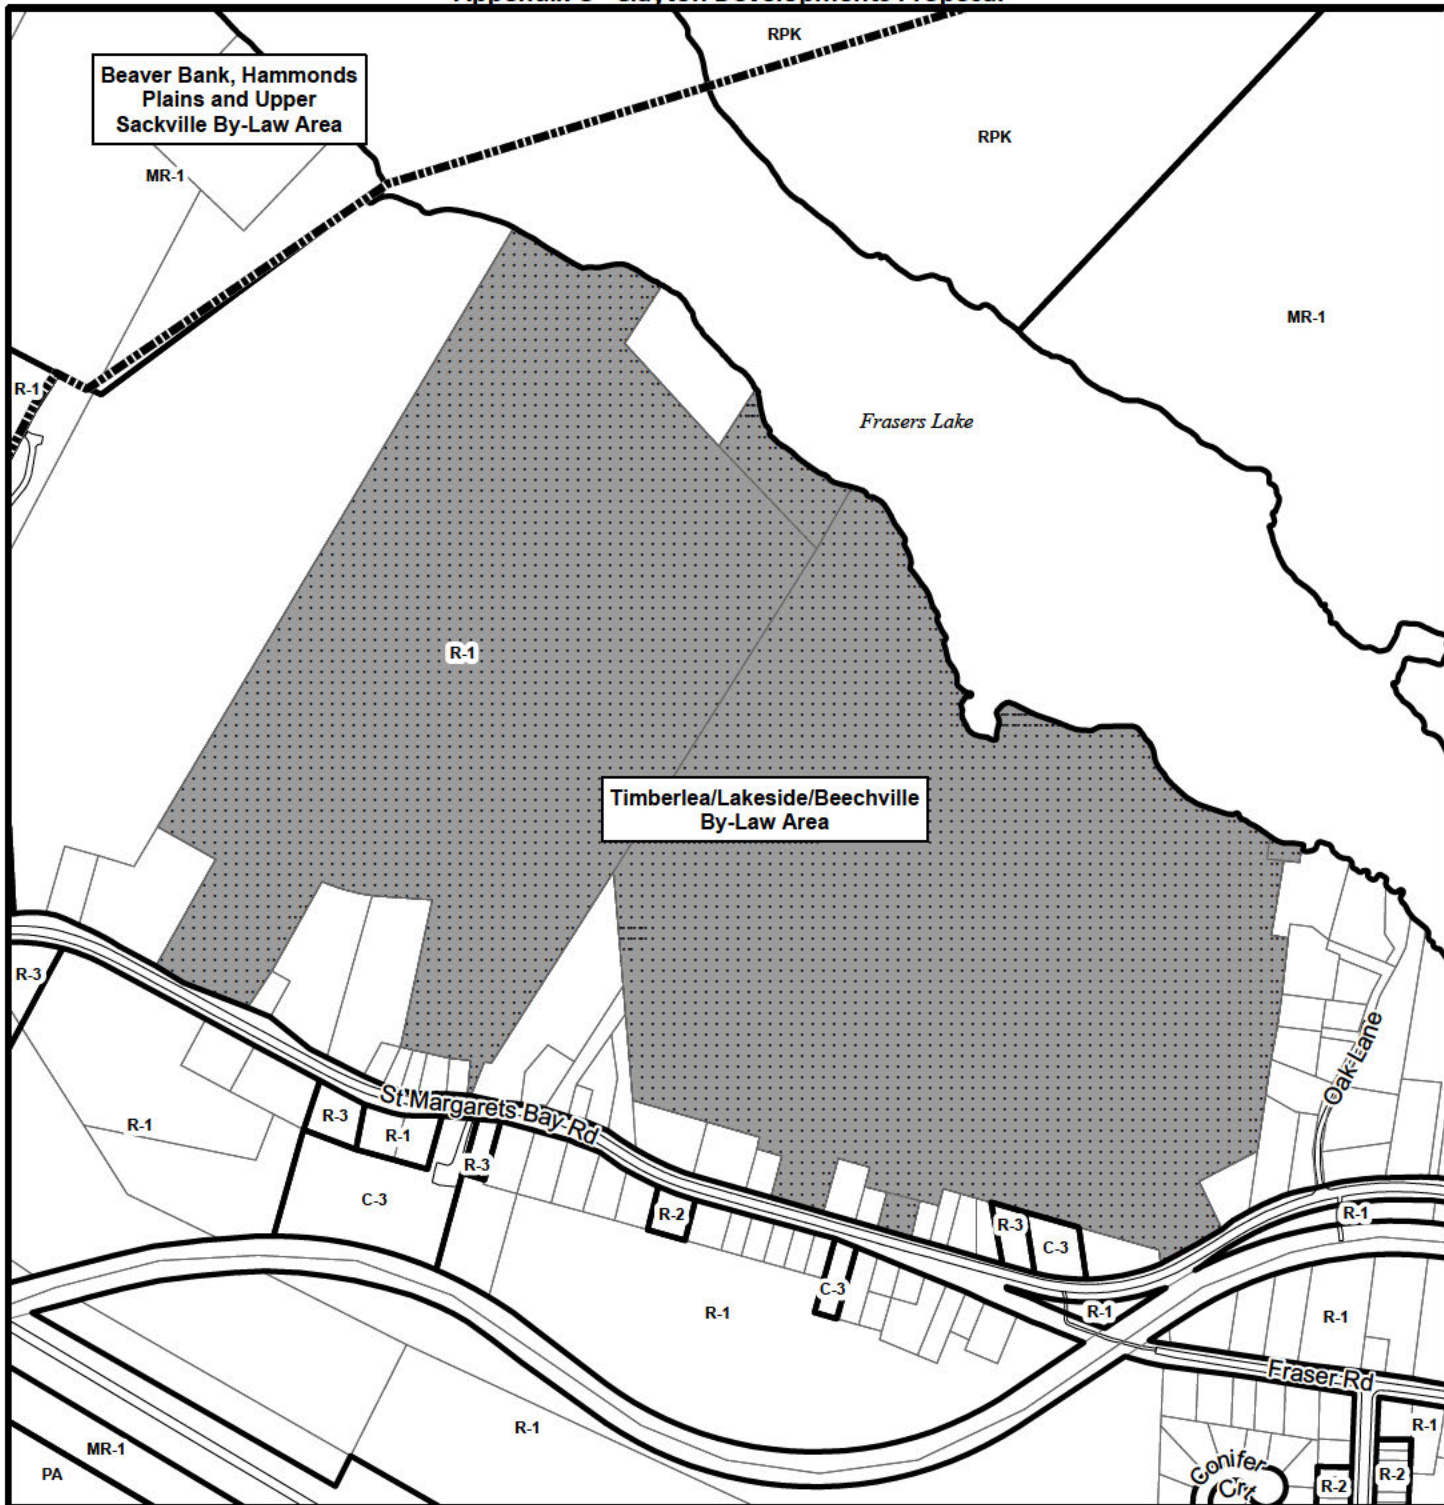 RPK
Beaver Bank, Hammonds
Plains and Upper
Sackville By-Law Area
RPK
MR-1
MR-1
R-1
Frasers Lake
R-1
Timberlea/Lakeside/Beechville
By-Law Area
R-3
Oak Lane
St Margarets Bay Rd
R-3
R-1
R-1
R-3
C-3
R-2
R-3
C-3
R-1
C-3
R-1
R-1
R-1
Fraser Rd
R-1
R-1
MR-1
PA
Conifer
Crt
R-2
R-2